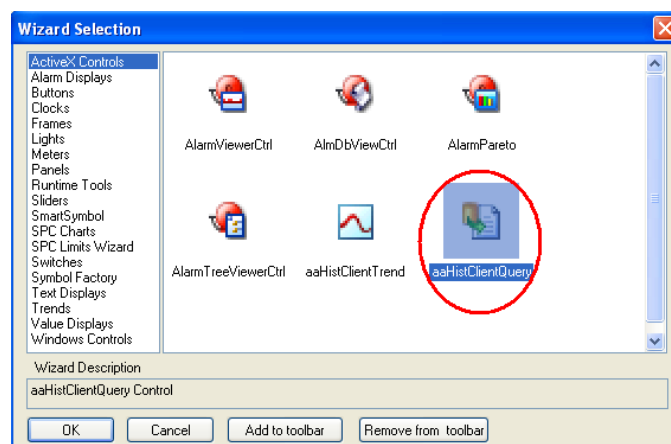 Wizard Selection
ActiveX Controls
Alarm Displays
Buttons
Clocks
Frames
Lights
Meters
Panels
Runtime Tools
Sliders
SmartSymbol
SPC Charts
SPC Limits Wizard
Switches
Symbol Factory
Text Displays
Trends
Value Displays
Windows Controls
AlarmViewerCtrl AlmDbViewCtrl AlarmPareto
AlarmTreeViewerCtrl aaHistClientTrend aaHistClientQuery
Wizard Description
aaHistClientQuery Control
OK Cancel Add to toolbar Remove from toolbar